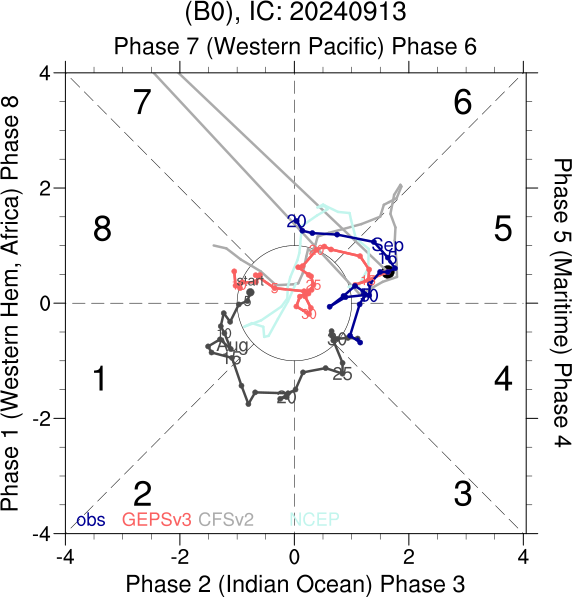 (B0), IC: 20240913
Phase 7 (Western Pacific) Phase 6
Phase 1 (Western Hem, Africa) Phase 8
Phase 5 (Maritime) Phase 4
4
2
0
-2
-4
7
6
8
5
1
4
2
3
20
Sep
16
start
5
25
30
10
Aug
15
25
20
obs GEPSv3 CFSv2 NCEP
-4 -2 0 2 4
Phase 2 (Indian Ocean) Phase 3